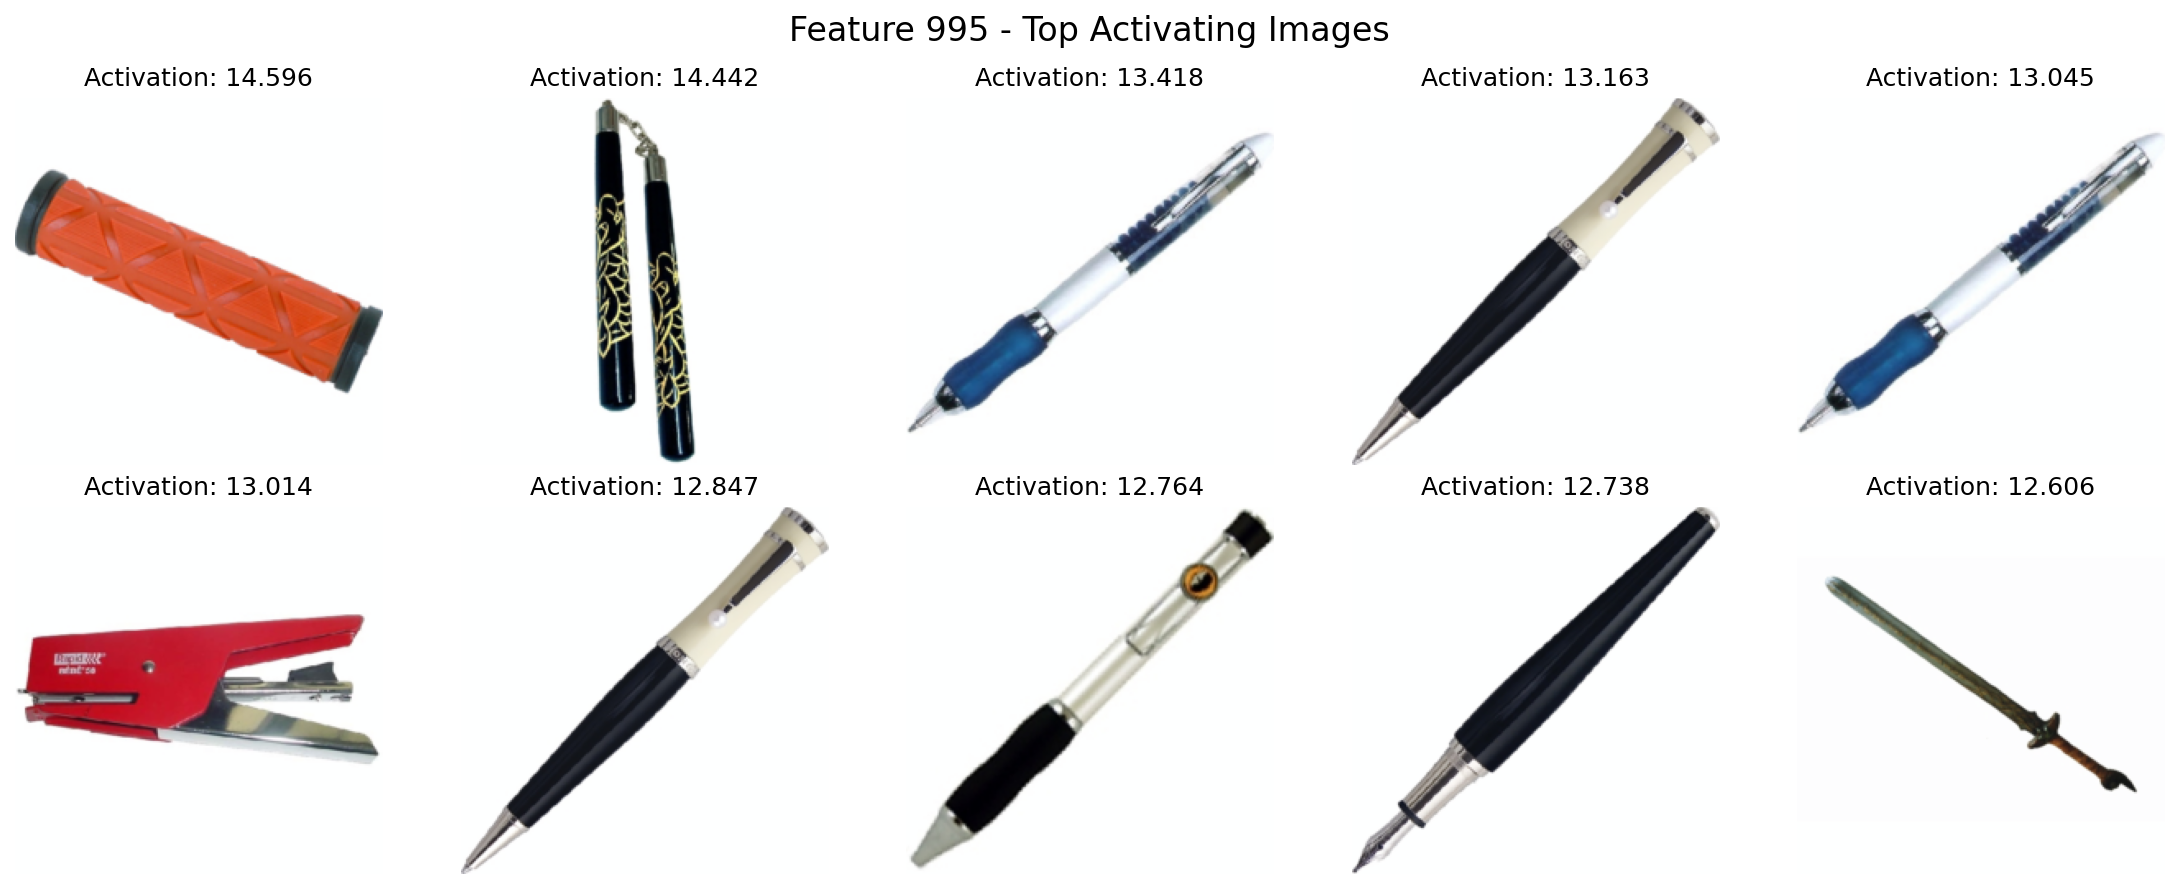 Feature 995 - Top Activating Images
Activation: 14.596
Activation: 14.442
Activation: 13.418
Activation: 13.163
Activation: 13.045
Activation: 13.014
Activation: 12.847
Activation: 12.764
Activation: 12.738
Activation: 12.606